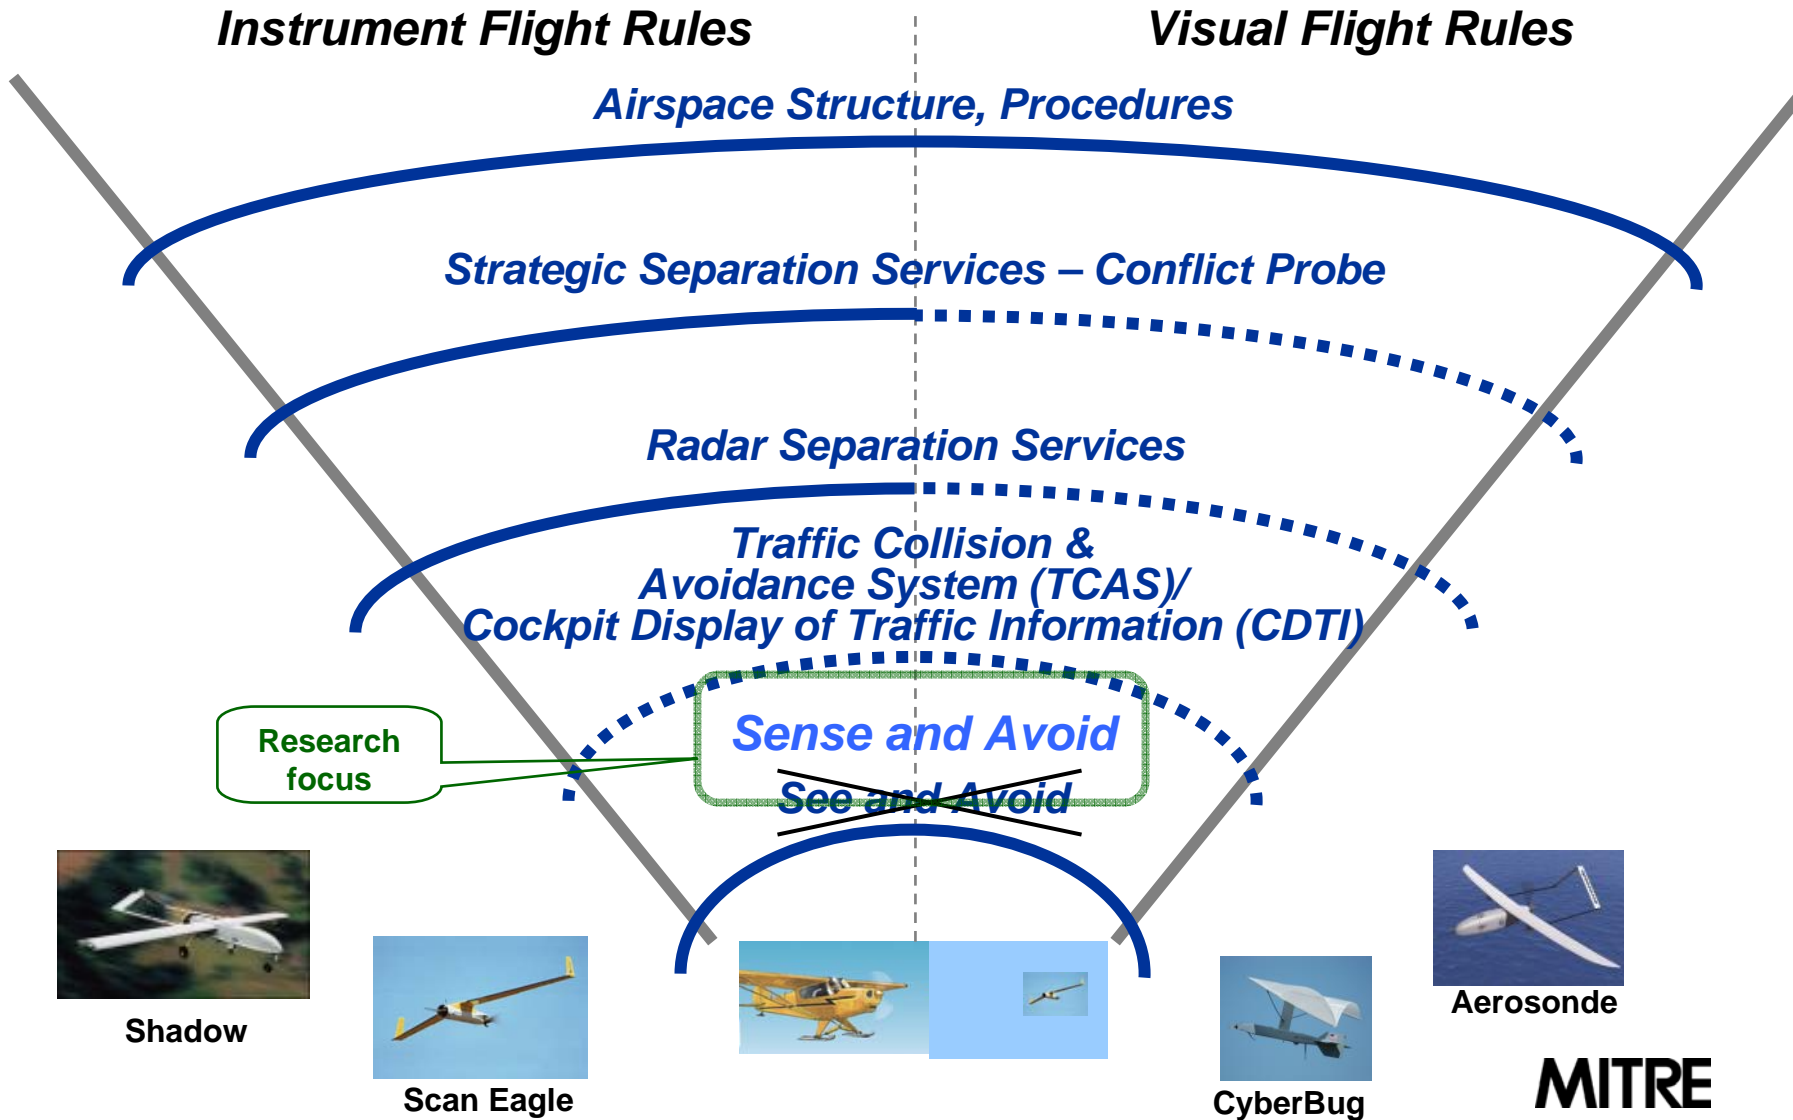 Instrument Flight Rules
Visual Flight Rules
Airspace Structure, Procedures
Strategic Separation Services – Conflict Probe
Radar Separation Services
Traffic Collision &
Avoidance System (TCAS)/
Cockpit Display of Traffic Information (CDTI)
Research
focus
Sense and Avoid
See and Avoid
Shadow
Scan Eagle
CyberBug
Aerosonde
MITRE